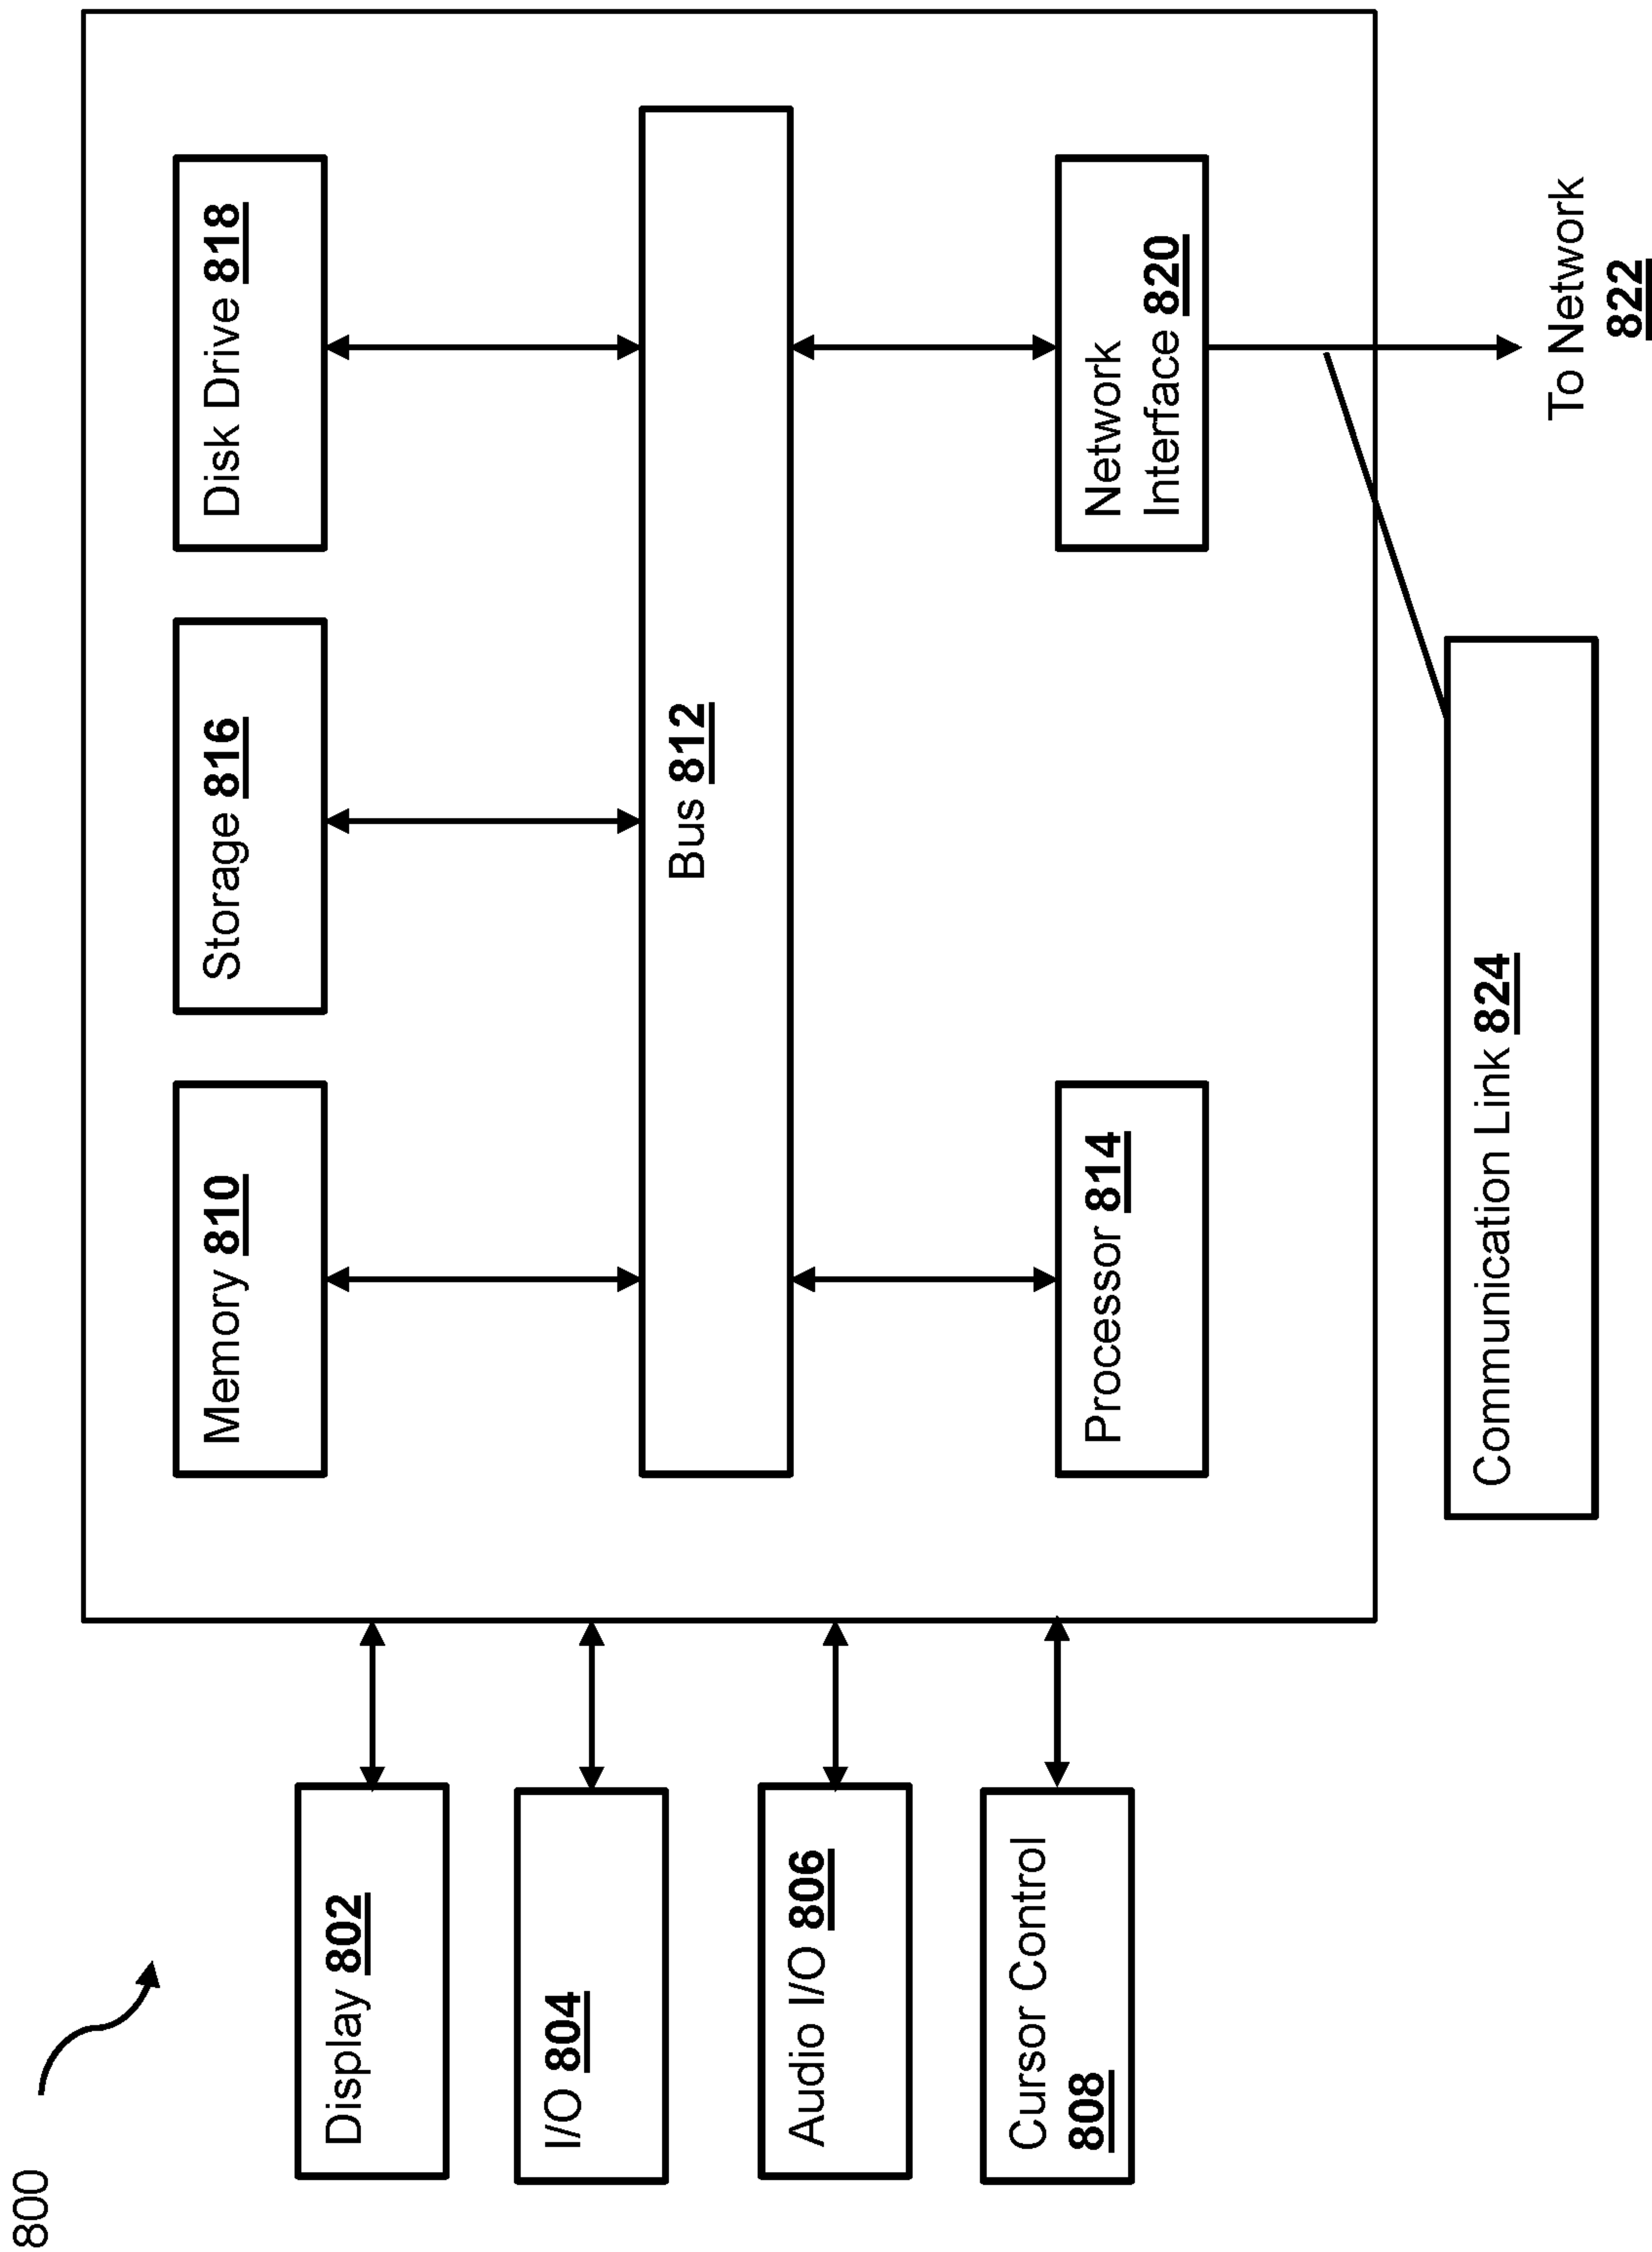 800
Display 802
I/O 804
Audio I/O 806
Cursor Control
808
Memory 810
Storage 816
Disk Drive 818
Bus 812
Processor 814
Network
Interface 820
Communication Link 824
To Network
822